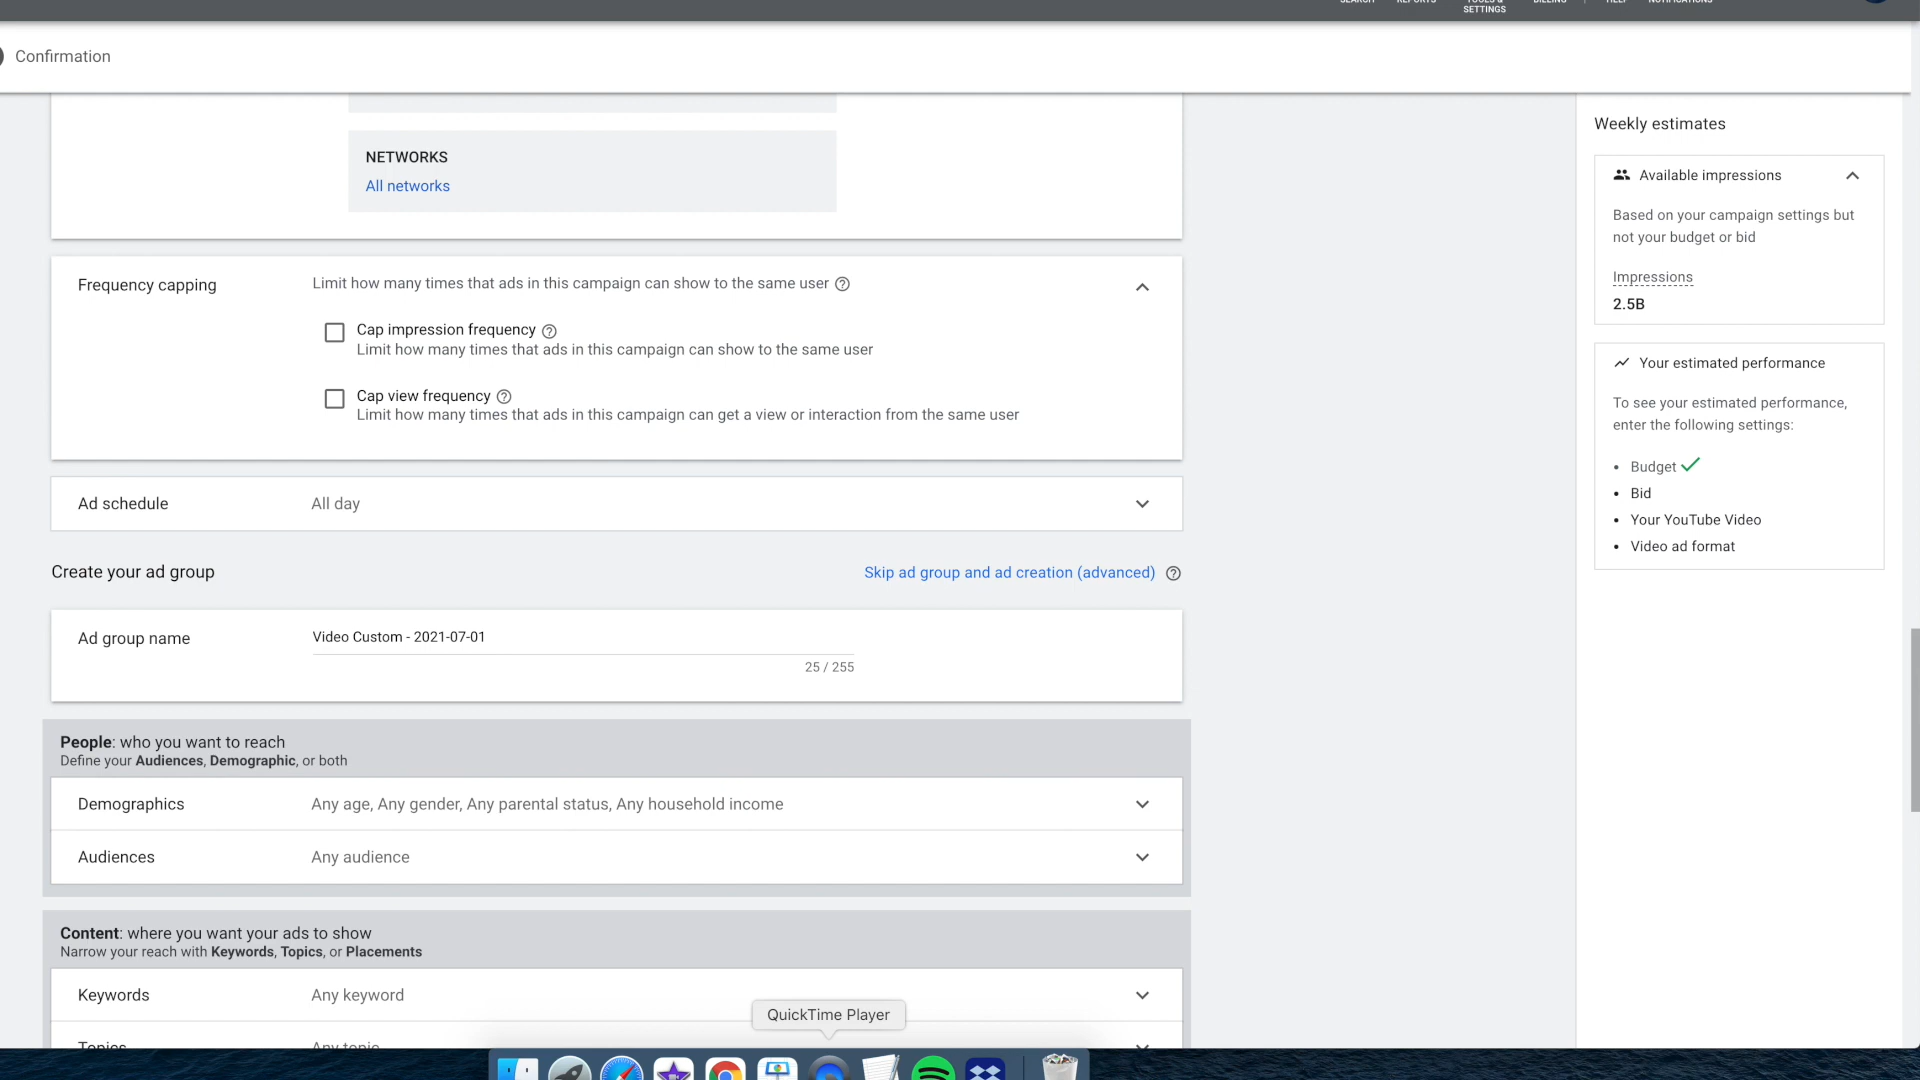 SEARCH REPORTS TOOLS & SETTINGS BILLING HELP NOTIFICATIONS
Confirmation
NETWORKS
All networks
Frequency capping
Limit how many times that ads in this campaign can show to the same user
Cap impression frequency
Limit how many times that ads in this campaign can show to the same user
Cap view frequency
Limit how many times that ads in this campaign can get a view or interaction from the same user
Ad schedule All day
Create your ad group
Skip ad group and ad creation (advanced)
Ad group name
Video Custom - 2021-07-01
25 / 255
People: who you want to reach
Define your Audiences, Demographic, or both
Demographics Any age, Any gender, Any parental status, Any household income
Audiences Any audience
Content: where you want your ads to show
Narrow your reach with Keywords, Topics, or Placements
Keywords Any keyword
Topics Any topic
QuickTime Player
Weekly estimates
Available impressions
Based on your campaign settings but
not your budget or bid
Impressions
2.5B
Your estimated performance
To see your estimated performance,
enter the following settings:
• Budget
• Bid
• Your YouTube Video
• Video ad format